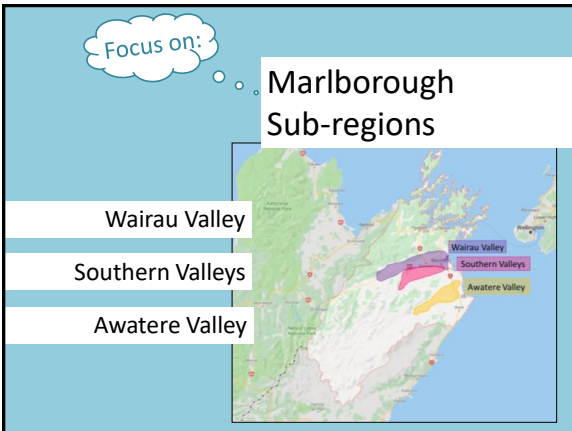 Focus on:
Marlborough
Sub-regions
Wairau Valley
Southern Valleys
Awatere Valley
Wairau Valley
Southern Valleys
Awatere Valley
Wellington